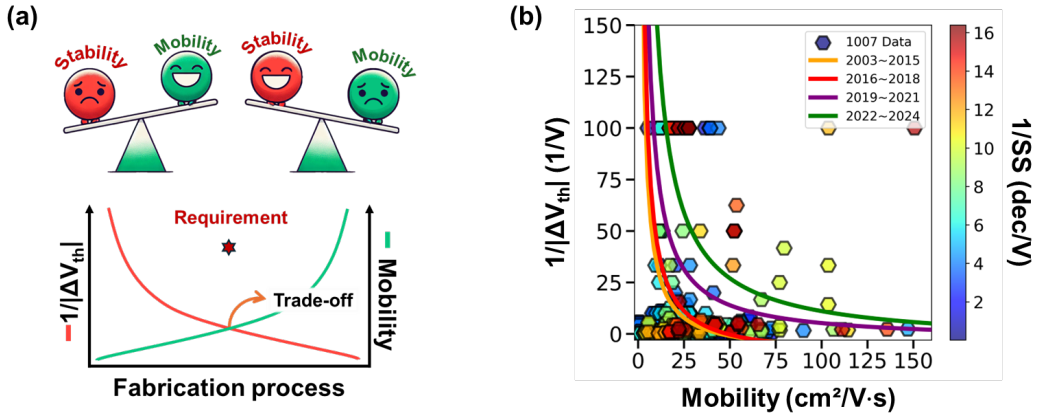 (a)
Stability
Mobility
Stability
Mobility
Requirement
Trade-off
1/|ΔVth|
Mobility
Fabrication process
(b)
150
125
100
75
50
25
0
1/|ΔVth| (1/V)
0 25 50 75 100 125 150
Mobility (cm²/V·s)
1007 Data
2003~2015
2016~2018
2019~2021
2022~2024
16
14
12
10
8
6
4
2
1/SS (dec/V)